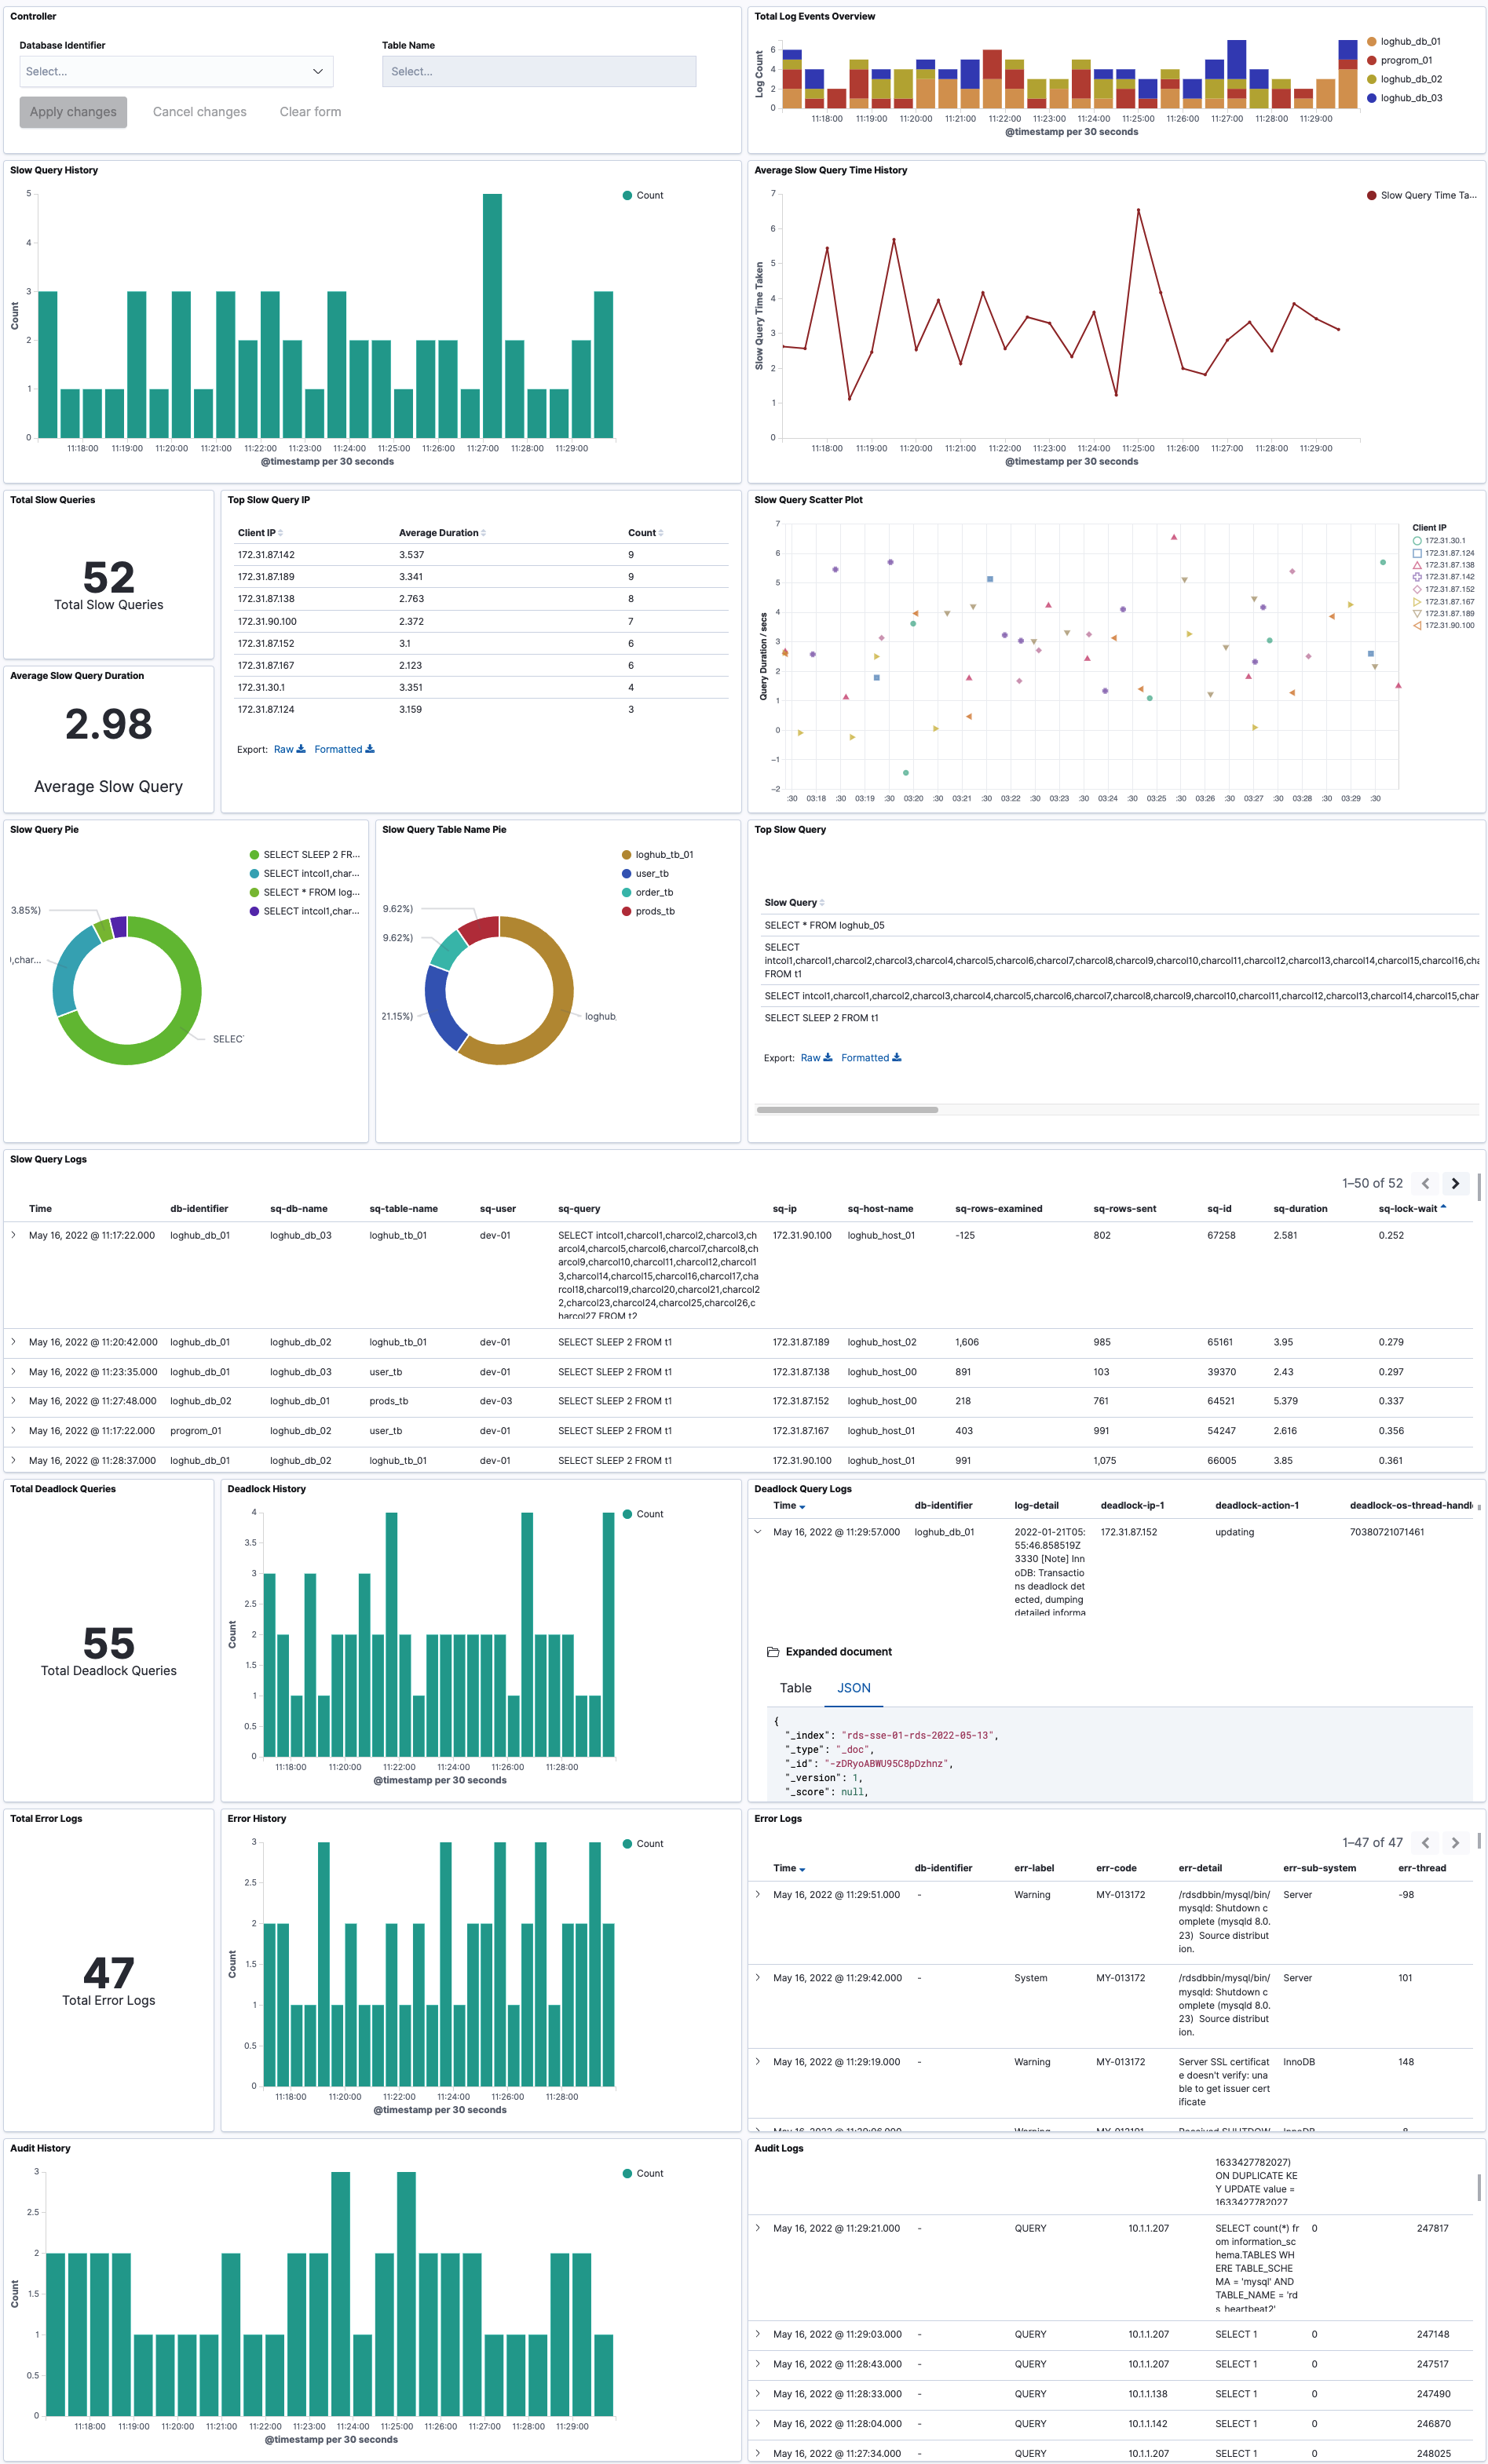 Controller
Database Identifier
Table Name
Select...
Select...
Apply changes
Cancel changes
Clear form
Total Log Events Overview
Log Count
6
4
2
0
11:18:00 11:19:00 11:20:00 11:21:00 11:22:00 11:23:00 11:24:00 11:25:00 11:26:00 11:27:00 11:28:00 11:29:00
@timestamp per 30 seconds
loghub_db_01
progrom_01
loghub_db_02
loghub_db_03
Slow Query History
Count
5
4
3
2
1
0
11:18:00 11:19:00 11:20:00 11:21:00 11:22:00 11:23:00 11:24:00 11:25:00 11:26:00 11:27:00 11:28:00 11:29:00
@timestamp per 30 seconds
Count
Average Slow Query Time History
Slow Query Time Taken
7
6
5
4
3
2
1
0
11:18:00 11:19:00 11:20:00 11:21:00 11:22:00 11:23:00 11:24:00 11:25:00 11:26:00 11:27:00 11:28:00 11:29:00
@timestamp per 30 seconds
Slow Query Time Ta...
Total Slow Queries
52
Total Slow Queries
Average Slow Query Duration
2.98
Average Slow Query
Top Slow Query IP
Client IP Average Duration Count
172.31.87.142 3.537 9
172.31.87.189 3.341 9
172.31.87.138 2.763 8
172.31.90.100 2.372 7
172.31.87.152 3.1 6
172.31.87.167 2.123 6
172.31.30.1 3.351 4
172.31.87.124 3.159 3
Export: Raw Formatted
Slow Query Scatter Plot
Query Duration / secs
7
6
5
4
3
2
1
0
−1
−2
:30 03:18 :30 03:19 :30 03:20 :30 03:21 :30 03:22 :30 03:23 :30 03:24 :30 03:25 :30 03:26 :30 03:27 :30 03:28 :30 03:29 :30
Client IP
172.31.30.1
172.31.87.124
172.31.87.138
172.31.87.142
172.31.87.152
172.31.87.167
172.31.87.189
172.31.90.100
Slow Query Pie
3.85%)
),char...
SELEC
SELECT SLEEP 2 FR...
SELECT intcol1,char...
SELECT * FROM log...
SELECT intcol1,char...
Slow Query Table Name Pie
9.62%)
9.62%)
21.15%)
loghub
loghub_tb_01
user_tb
order_tb
prods_tb
Top Slow Query
Slow Query
SELECT * FROM loghub_05
SELECT
intcol1,charcol1,charcol2,charcol3,charcol4,charcol5,charcol6,charcol7,charcol8,charcol9,charcol10,charcol11,charcol12,charcol13,charcol14,charcol15,charcol16,cha
FROM t1
SELECT intcol1,charcol1,charcol2,charcol3,charcol4,charcol5,charcol6,charcol7,charcol8,charcol9,charcol10,charcol11,charcol12,charcol13,charcol14,charcol15,char
SELECT SLEEP 2 FROM t1
Export: Raw Formatted
Slow Query Logs
1–50 of 52
Time db-identifier sq-db-name sq-table-name sq-user sq-query sq-ip sq-host-name sq-rows-examined sq-rows-sent sq-id sq-duration sq-lock-wait
May 16, 2022 @ 11:17:22.000 loghub_db_01 loghub_db_03 loghub_tb_01 dev-01 SELECT intcol1,charcol1,charcol2,charcol3,ch 172.31.90.100 loghub_host_01 -125 802 67258 2.581 0.252
arcol4,charcol5,charcol6,charcol7,charcol8,ch
arcol9,charcol10,charcol11,charcol12,charcol1
3,charcol14,charcol15,charcol16,charcol17,cha
rcol18,charcol19,charcol20,charcol21,charcol2
2,charcol23,charcol24,charcol25,charcol26,c
harcol27 FROM t2
May 16, 2022 @ 11:20:42.000 loghub_db_01 loghub_db_02 loghub_tb_01 dev-01 SELECT SLEEP 2 FROM t1 172.31.87.189 loghub_host_02 1,606 985 65161 3.95 0.279
May 16, 2022 @ 11:23:35.000 loghub_db_01 loghub_db_03 user_tb dev-01 SELECT SLEEP 2 FROM t1 172.31.87.138 loghub_host_00 891 103 39370 2.43 0.297
May 16, 2022 @ 11:27:48.000 loghub_db_02 loghub_db_01 prods_tb dev-03 SELECT SLEEP 2 FROM t1 172.31.87.152 loghub_host_00 218 761 64521 5.379 0.337
May 16, 2022 @ 11:17:22.000 progrom_01 loghub_db_02 user_tb dev-01 SELECT SLEEP 2 FROM t1 172.31.87.167 loghub_host_01 403 991 54247 2.616 0.356
May 16, 2022 @ 11:28:37.000 loghub_db_01 loghub_db_02 loghub_tb_01 dev-01 SELECT SLEEP 2 FROM t1 172.31.90.100 loghub_host_01 991 1,075 66005 3.85 0.361
Total Deadlock Queries
55
Total Deadlock Queries
Deadlock History
Count
4
3.5
3
2.5
2
1.5
1
0.5
0
11:18:00 11:20:00 11:22:00 11:24:00 11:26:00 11:28:00
@timestamp per 30 seconds
Count
Deadlock Query Logs
Time db-identifier log-detail deadlock-ip-1 deadlock-action-1 deadlock-os-thread-handl
May 16, 2022 @ 11:29:57.000 loghub_db_01 2022-01-21T05: 172.31.87.152 updating 70380721071461
55:46.858519Z
3330 [Note] Inn
oDB: Transactio
ns deadlock det
ected, dumping
detailed informa
Expanded document
Table JSON
{
"_index": "rds-sse-01-rds-2022-05-13",
"_type": "_doc",
"_id": "-zDRyoABWU95C8pDzhnz",
"_version": 1,
"_score": null,
Total Error Logs
47
Total Error Logs
Error History
Count
3
2.5
2
1.5
1
0.5
0
11:18:00 11:20:00 11:22:00 11:24:00 11:26:00 11:28:00
@timestamp per 30 seconds
Count
Error Logs
1–47 of 47
Time db-identifier err-label err-code err-detail err-sub-system err-thread
May 16, 2022 @ 11:29:51.000 - Warning MY-013172 /rdsdbbin/mysql/bin/ Server -98
mysqld: Shutdown c
omplete (mysqld 8.0.
23) Source distribut
ion.
May 16, 2022 @ 11:29:42.000 - System MY-013172 /rdsdbbin/mysql/bin/ Server 101
mysqld: Shutdown c
omplete (mysqld 8.0.
23) Source distribut
ion.
May 16, 2022 @ 11:29:19.000 - Warning MY-013172 Server SSL certificat InnoDB 148
e doesn't verify: una
ble to get issuer cert
ificate
Audit History
Count
3
2.5
2
1.5
1
0.5
0
11:18:00 11:19:00 11:20:00 11:21:00 11:22:00 11:23:00 11:24:00 11:25:00 11:26:00 11:27:00 11:28:00 11:29:00
@timestamp per 30 seconds
Count
Audit Logs
1633427782027)
ON DUPLICATE KE
Y UPDATE value =
1633427782027
May 16, 2022 @ 11:29:21.000 - QUERY 10.1.1.207 SELECT count(*) fr 0 247817
om information_sc
hema.TABLES WH
ERE TABLE_SCHE
MA = 'mysql' AND
TABLE_NAME = 'rd
s_heartbeat2'
May 16, 2022 @ 11:29:03.000 - QUERY 10.1.1.207 SELECT 1 0 247148
May 16, 2022 @ 11:28:43.000 - QUERY 10.1.1.207 SELECT 1 0 247517
May 16, 2022 @ 11:28:33.000 - QUERY 10.1.1.138 SELECT 1 0 247490
May 16, 2022 @ 11:28:04.000 - QUERY 10.1.1.142 SELECT 1 0 246870
May 16, 2022 @ 11:27:34.000 - QUERY 10.1.1.207 SELECT 1 0 248025